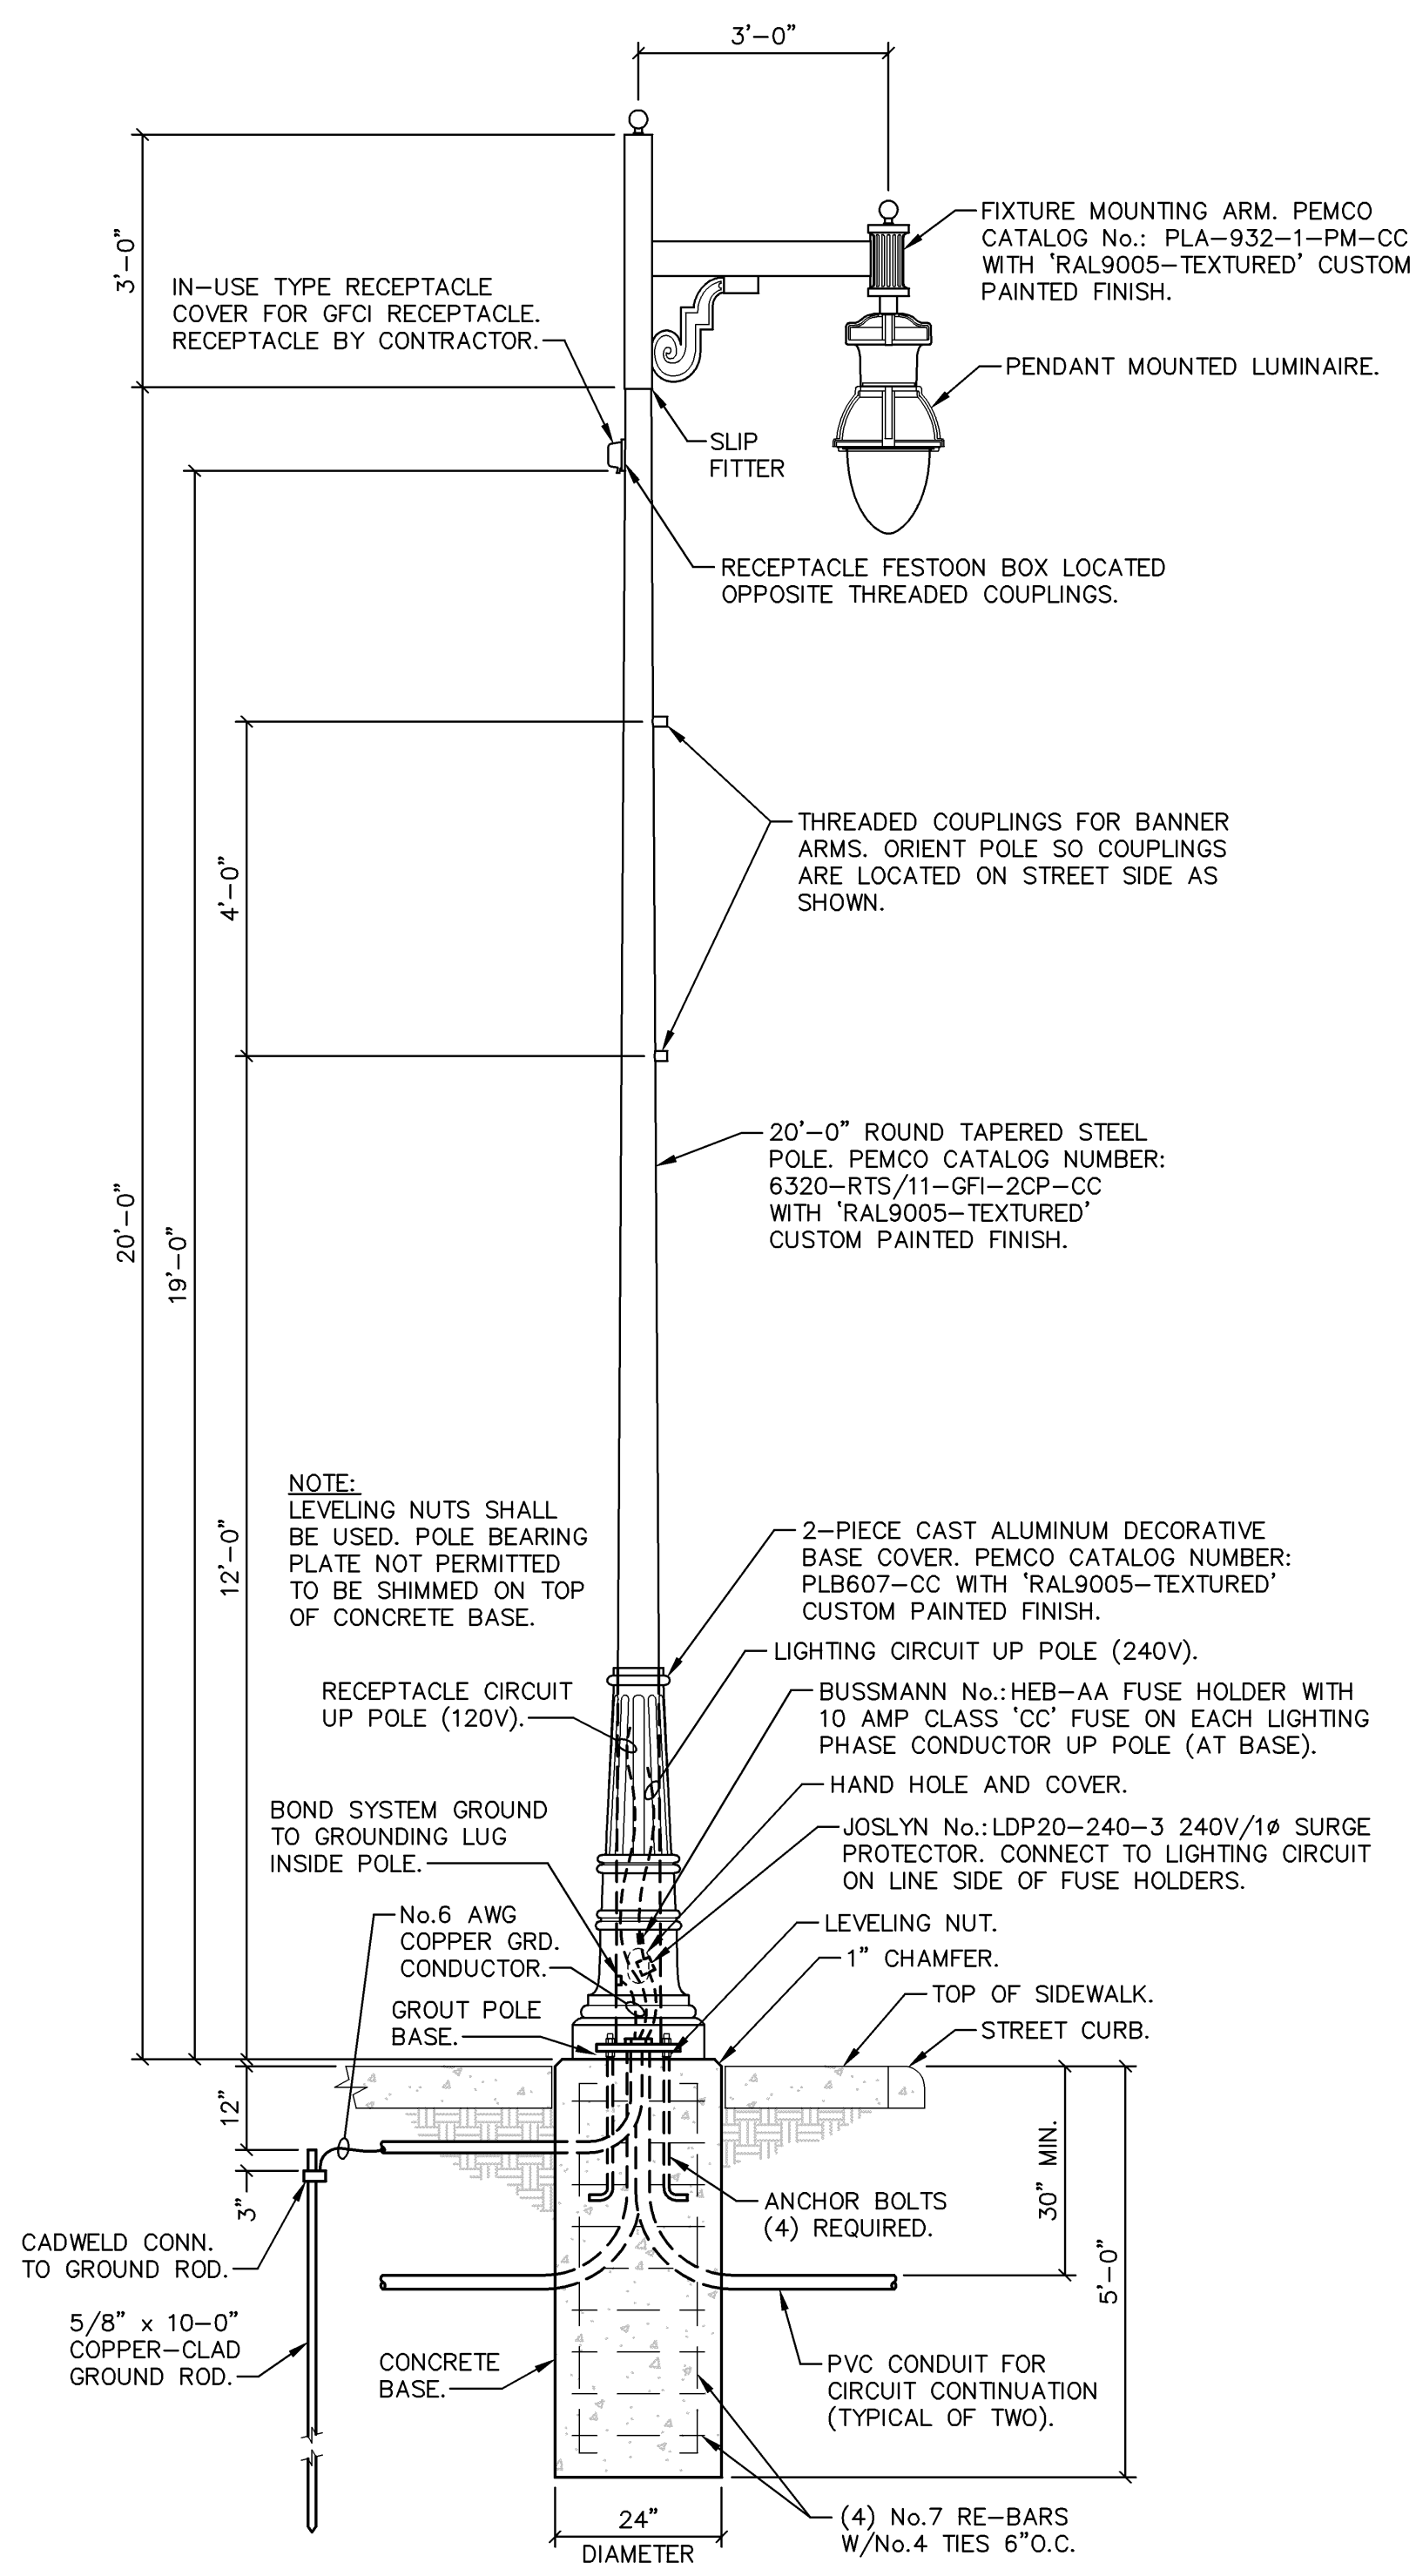 3'-0"
FIXTURE MOUNTING ARM. PEMCO
CATALOG No.: PLA-932-1-PM-CC
WITH 'RAL9005-TEXTURED' CUSTOM
PAINTED FINISH.
3'-0"
IN-USE TYPE RECEPTACLE
COVER FOR GFCI RECEPTACLE.
RECEPTACLE BY CONTRACTOR.
PENDANT MOUNTED LUMINAIRE.
SLIP
FITTER
RECEPTACLE FESTOON BOX LOCATED
OPPOSITE THREADED COUPLINGS.
THREADED COUPLINGS FOR BANNER
ARMS. ORIENT POLE SO COUPLINGS
ARE LOCATED ON STREET SIDE AS
SHOWN.
4'-0"
20'-0" ROUND TAPERED STEEL
POLE. PEMCO CATALOG NUMBER:
6320-RTS/11-GFI-2CP-CC
WITH 'RAL9005-TEXTURED'
CUSTOM PAINTED FINISH.
20'-0"
19'-0"
12'-0"
NOTE:
LEVELING NUTS SHALL
BE USED. POLE BEARING
PLATE NOT PERMITTED
TO BE SHIMMED ON TOP
OF CONCRETE BASE.
2-PIECE CAST ALUMINUM DECORATIVE
BASE COVER. PEMCO CATALOG NUMBER:
PLB607-CC WITH 'RAL9005-TEXTURED'
CUSTOM PAINTED FINISH.
LIGHTING CIRCUIT UP POLE (240V).
RECEPTACLE CIRCUIT
UP POLE (120V).
BUSSMANN No.: HEB-AA FUSE HOLDER WITH
10 AMP CLASS 'CC' FUSE ON EACH LIGHTING
PHASE CONDUCTOR UP POLE (AT BASE).
HAND HOLE AND COVER.
BOND SYSTEM GROUND
TO GROUNDING LUG
INSIDE POLE.
JOSLYN No.: LDP20-240-3 240V/1ø SURGE
PROTECTOR. CONNECT TO LIGHTING CIRCUIT
ON LINE SIDE OF FUSE HOLDERS.
No.6 AWG
COPPER GRD.
CONDUCTOR.
LEVELING NUT.
1" CHAMFER.
TOP OF SIDEWALK.
GROUT POLE
BASE.
STREET CURB.
12"
3"
30" MIN.
5'-0"
ANCHOR BOLTS
(4) REQUIRED.
CADWELD CONN.
TO GROUND ROD.
5/8" x 10-0"
COPPER-CLAD
GROUND ROD.
CONCRETE
BASE.
PVC CONDUIT FOR
CIRCUIT CONTINUATION
(TYPICAL OF TWO).
24"
DIAMETER
(4) No.7 RE-BARS
W/No.4 TIES 6"O.C.